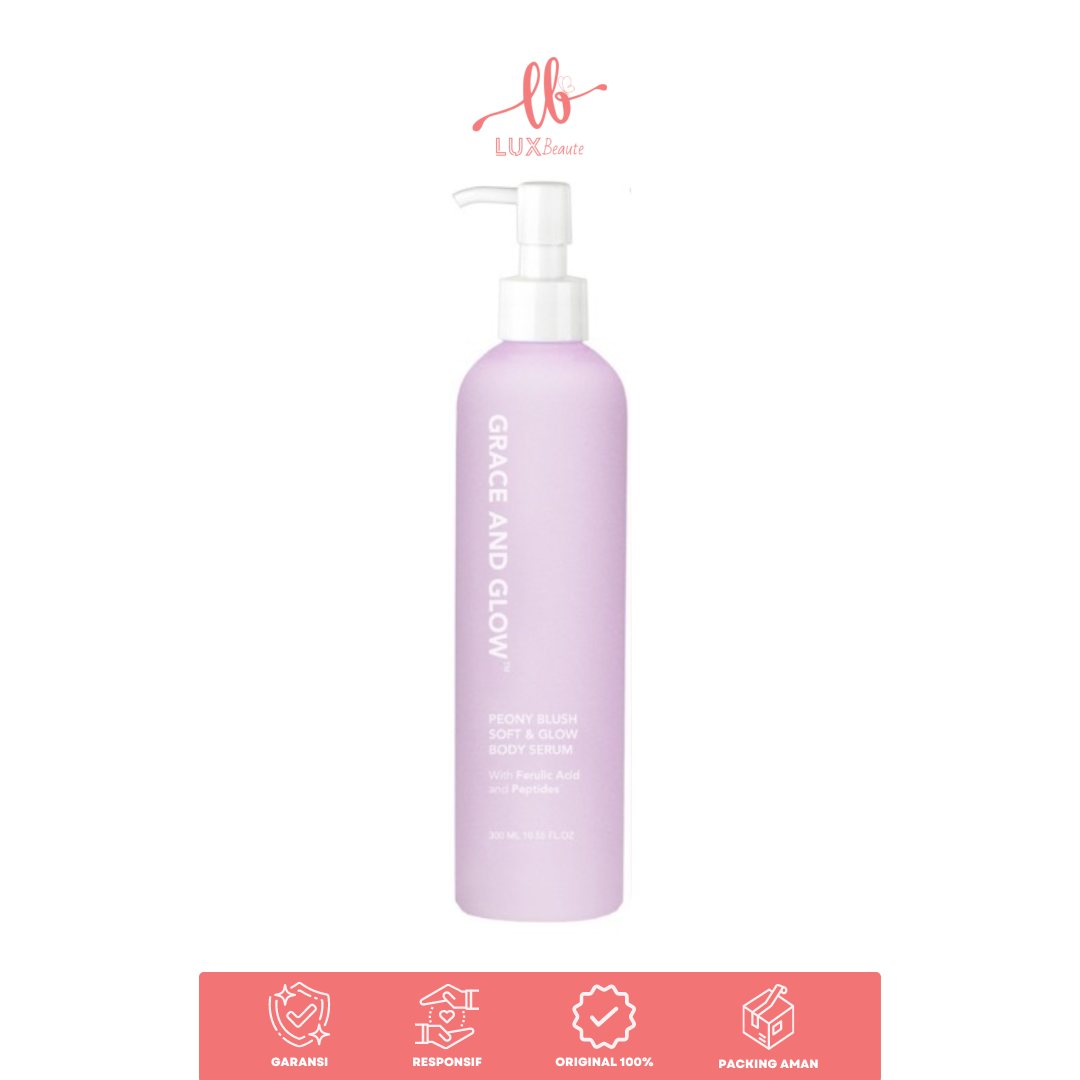 lb
LUX Beaute
GRACE AND GLOW™
PEONY BLUSH
SOFT & GLOW
BODY SERUM
With Ferulic Acid
and Peptides
300 ML 10.55 FL.OZ
GARANSI
RESPONSIF
ORIGINAL 100%
PACKING AMAN